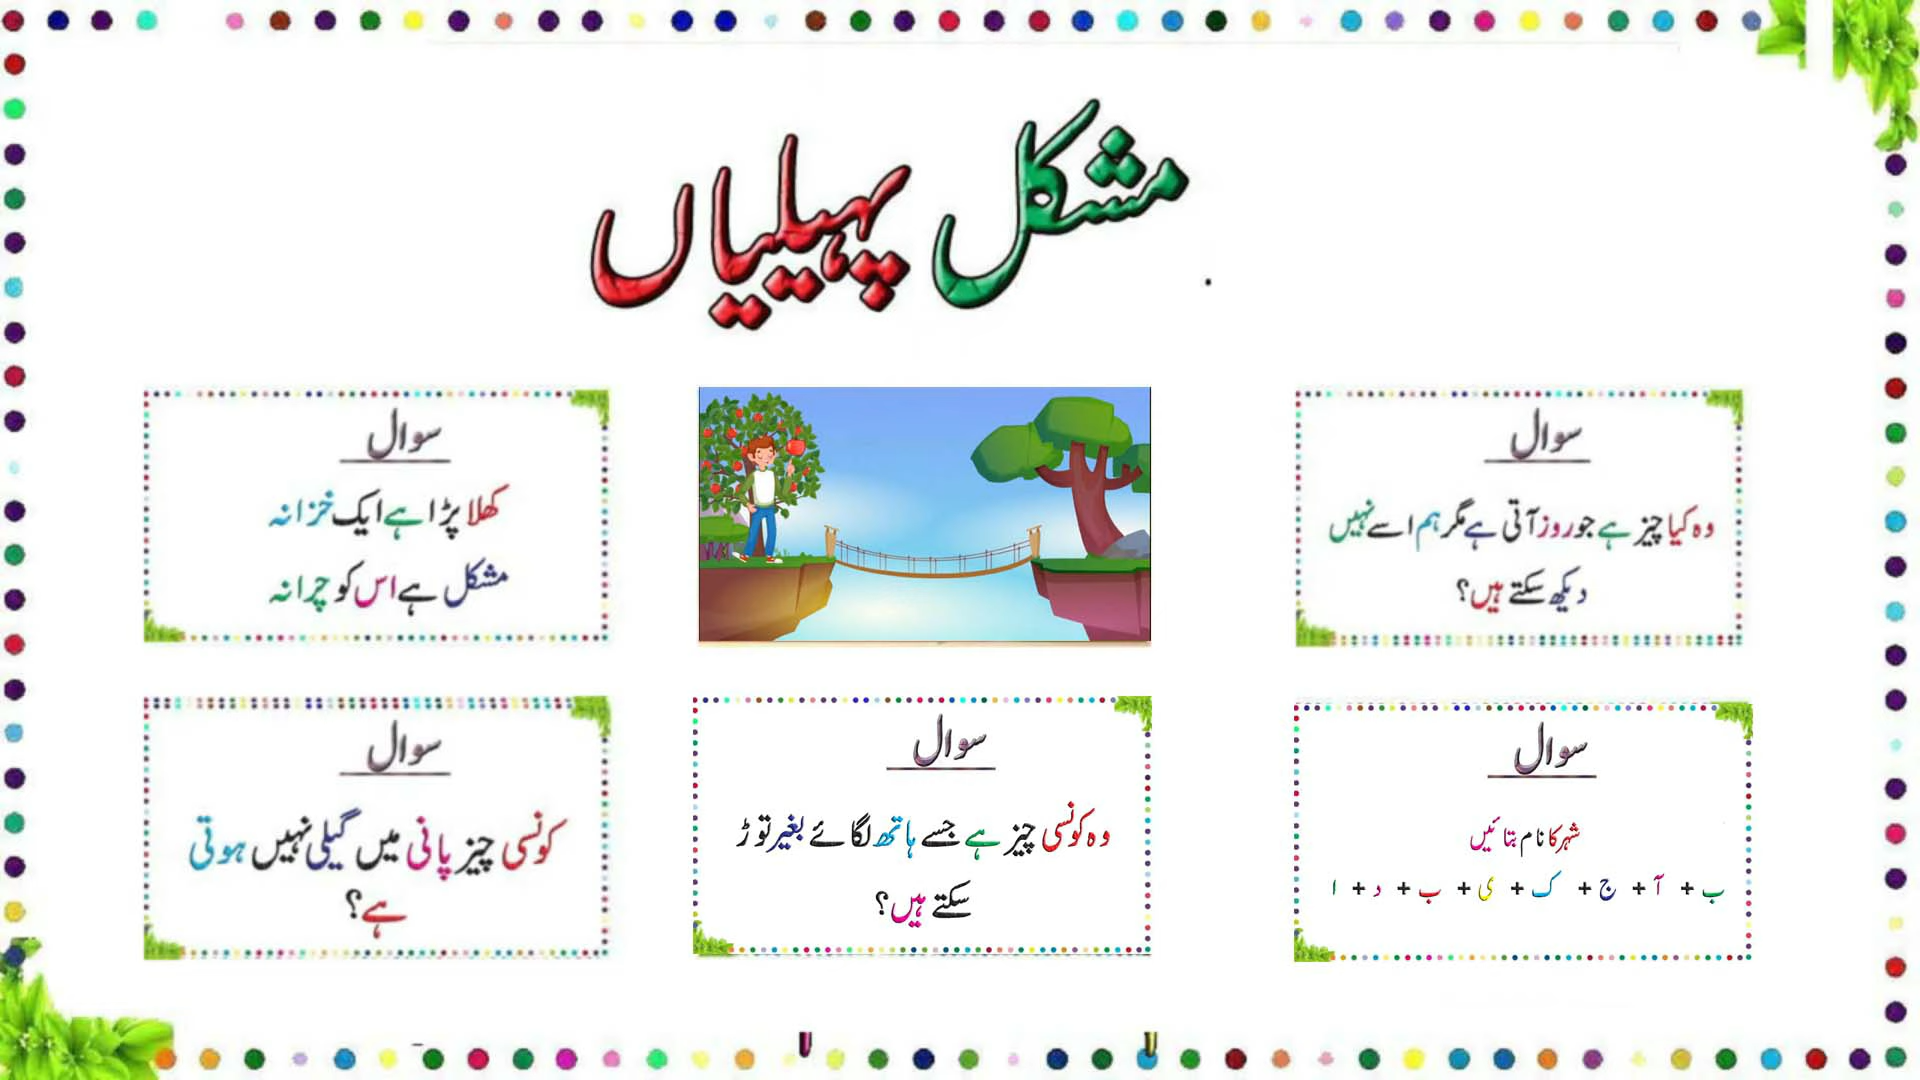 مشکل پہیلیاں
سوال
وہ کیا چیز ہے جو روز آتی ہے مگر ہم اسے نہیں
دیکھ سکتے ہیں؟
سوال
کھلا پڑا ہے ایک خزانہ
مشکل ہے اس کو چرانہ
سوال
شہر کا نام بتائیں
ب + آ + ج + ک + ی + ب + د + ا
سوال
وہ کونسی چیز ہے جسے ہاتھ لگائے بغیر توڑ
سکتے ہیں؟
سوال
کونسی چیز پانی میں گیلی نہیں ہوتی
ہے؟